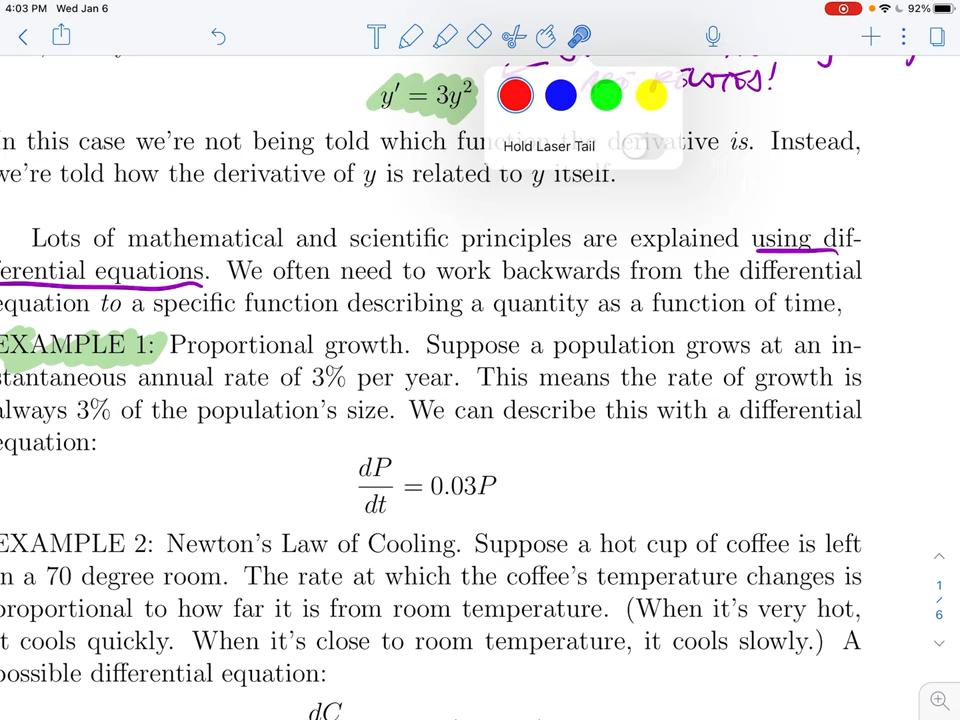 4:03 PM Wed Jan 6
92%
NOTES!
y′ = 3y²
Hold Laser Tail
n this case we're not being told which func the derivative is. Instead,
we're told how the derivative of y is related to y itself.
Lots of mathematical and scientific principles are explained using dif-
ferential equations. We often need to work backwards from the differential
equation to a specific function describing a quantity as a function of time,
EXAMPLE 1: Proportional growth. Suppose a population grows at an in-
stantaneous annual rate of 3% per year. This means the rate of growth is
always 3% of the population's size. We can describe this with a differential
equation:
dP
dt
= 0.03P
EXAMPLE 2: Newton's Law of Cooling. Suppose a hot cup of coffee is left
n a 70 degree room. The rate at which the coffee's temperature changes is
proportional to how far it is from room temperature. (When it's very hot,
t cools quickly. When it's close to room temperature, it cools slowly.) A
possible differential equation:
dC
1
/
6